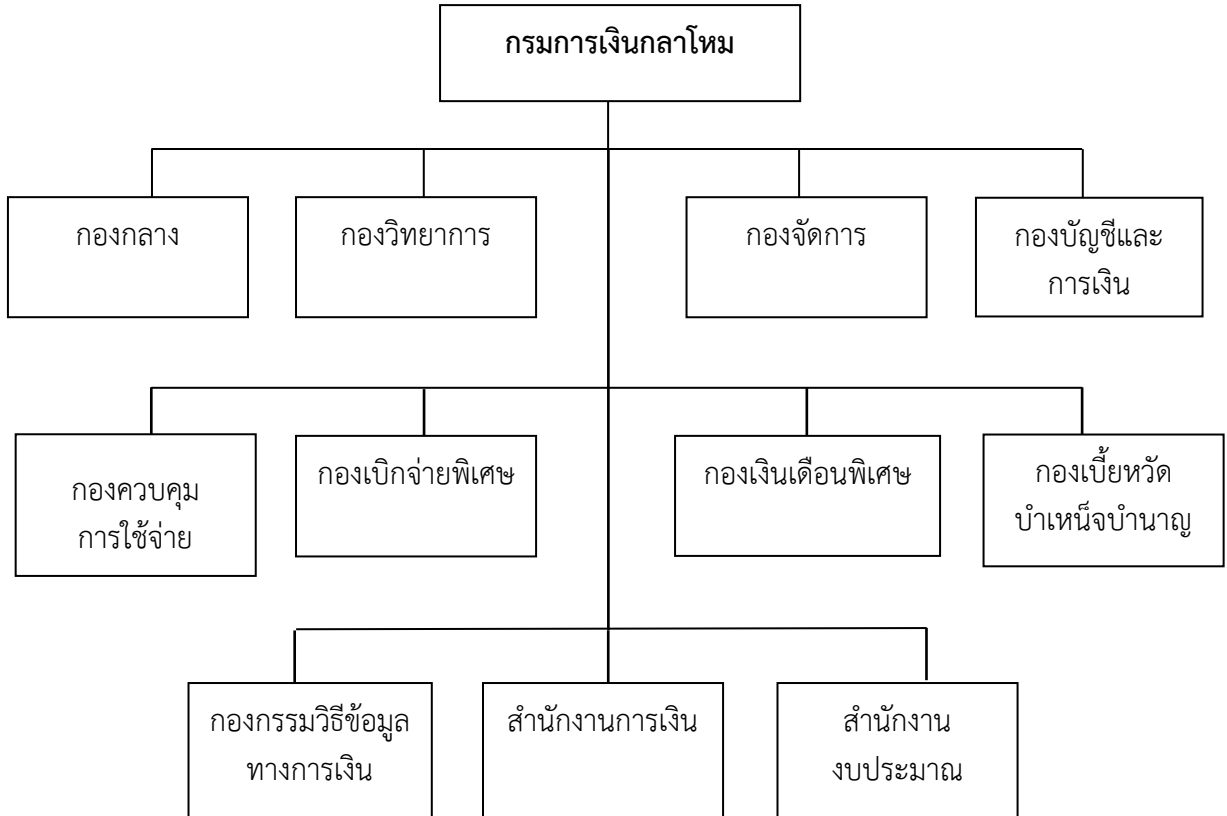 กรมการเงินกลาโหม
กองกลาง
กองวิทยาการ
กองจัดการ
กองบัญชีและ
การเงิน
กองควบคุม
การใช้จ่าย
กองเบิกจ่ายพิเศษ
กองเงินเดือนพิเศษ
กองเบี้ยหวัด
บำเหน็จบำนาญ
กองกรรมวิธีข้อมูล
ทางการเงิน
สำนักงานการเงิน
สำนักงาน
งบประมาณ